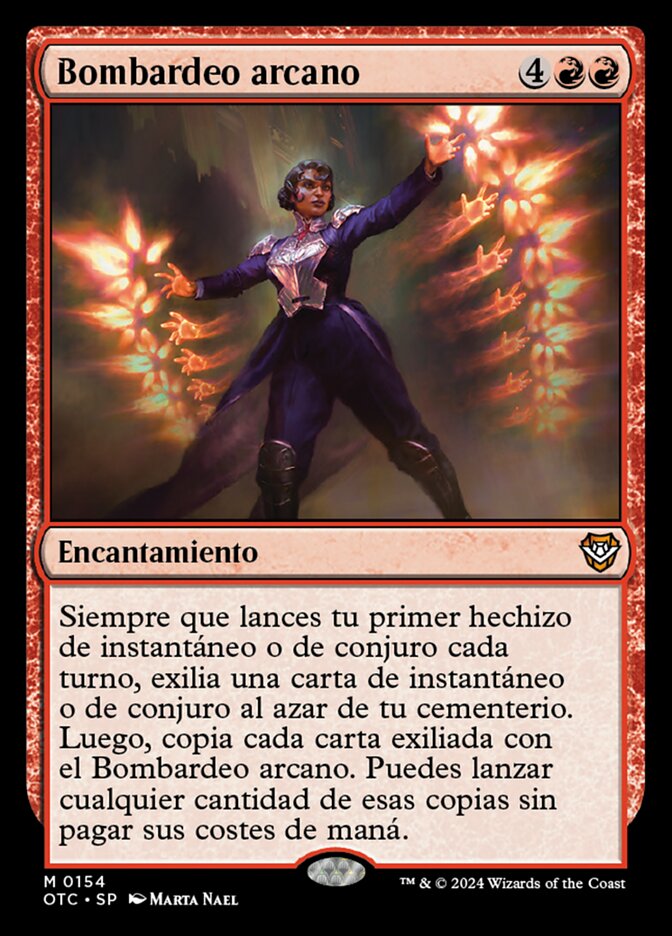 Bombardeo arcano 4
Encantamiento
Siempre que lances tu primer hechizo
de instantáneo o de conjuro cada
turno, exilia una carta de instantáneo
o de conjuro al azar de tu cementerio.
Luego, copia cada carta exiliada con
el Bombardeo arcano. Puedes lanzar
cualquier cantidad de esas copias sin
pagar sus costes de maná.
M 0154
OTC • SP Marta Nael
™ & © 2024 Wizards of the Coast